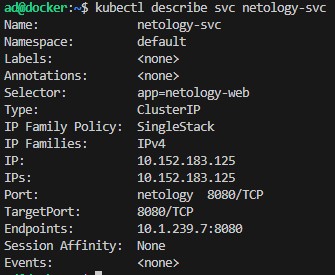 ad@docker:~$ kubectl describe svc netology-svc
Name: netology-svc
Namespace: default
Labels: <none>
Annotations: <none>
Selector: app=netology-web
Type: ClusterIP
IP Family Policy: SingleStack
IP Families: IPv4
IP: 10.152.183.125
IPs: 10.152.183.125
Port: netology 8080/TCP
TargetPort: 8080/TCP
Endpoints: 10.1.239.7:8080
Session Affinity: None
Events: <none>